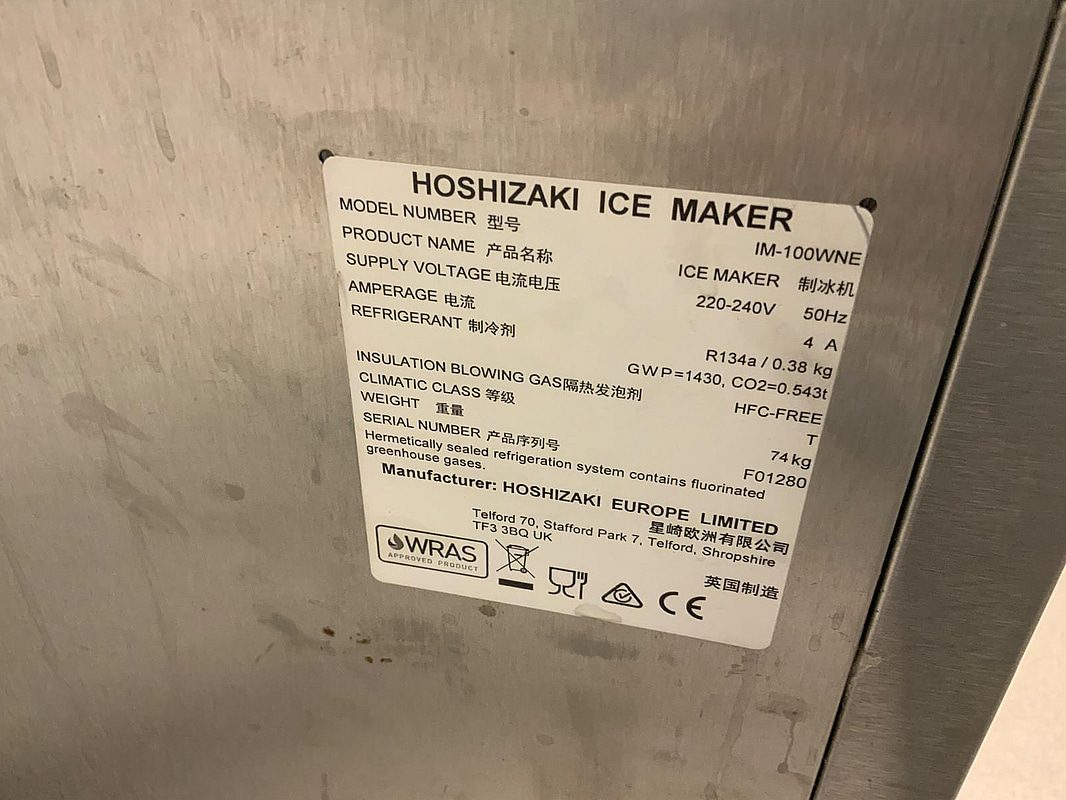 HOSHIZAKI ICE MAKER
MODEL NUMBER 型号 IM-100WNE
PRODUCT NAME 产品名称 ICE MAKER 制冰机
SUPPLY VOLTAGE 电流电压 220-240V 50Hz
AMPERAGE 电流 4 A
REFRIGERANT 制冷剂 R134a / 0.38 kg
GWP=1430, CO2=0.543t
INSULATION BLOWING GAS隔热发泡剂 HFC-FREE
CLIMATIC CLASS 等级 T
WEIGHT 重量 74kg
SERIAL NUMBER 产品序列号 F01280
Hermetically sealed refrigeration system contains fluorinated
greenhouse gases.
Manufacturer: HOSHIZAKI EUROPE LIMITED
星崎欧洲有限公司
Telford 70, Stafford Park 7, Telford, Shropshire
TF3 3BQ UK
英国制造
WRAS
APPROVED PRODUCT
CE